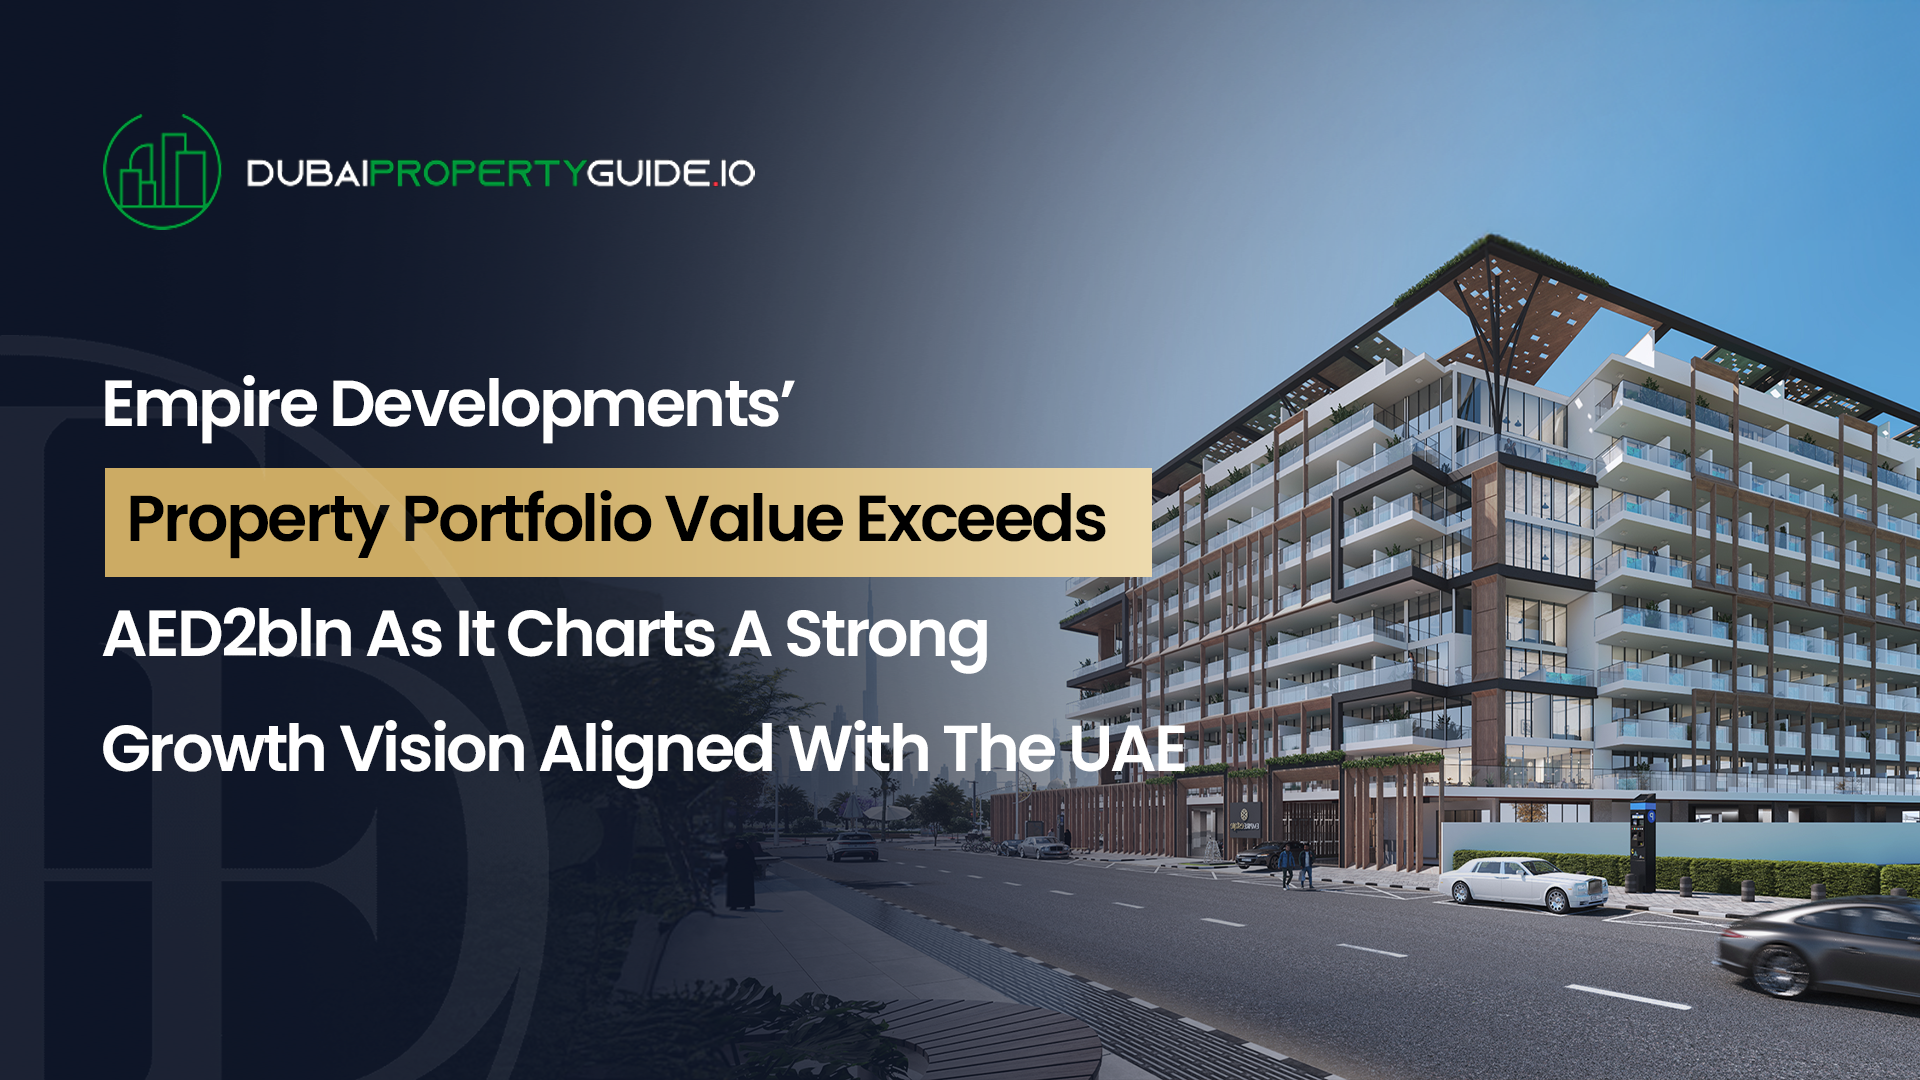 DUBAIPROPERTYGUIDE.IO
Empire Developments’
Property Portfolio Value Exceeds
AED2bln As It Charts A Strong
Growth Vision Aligned With The UAE
P